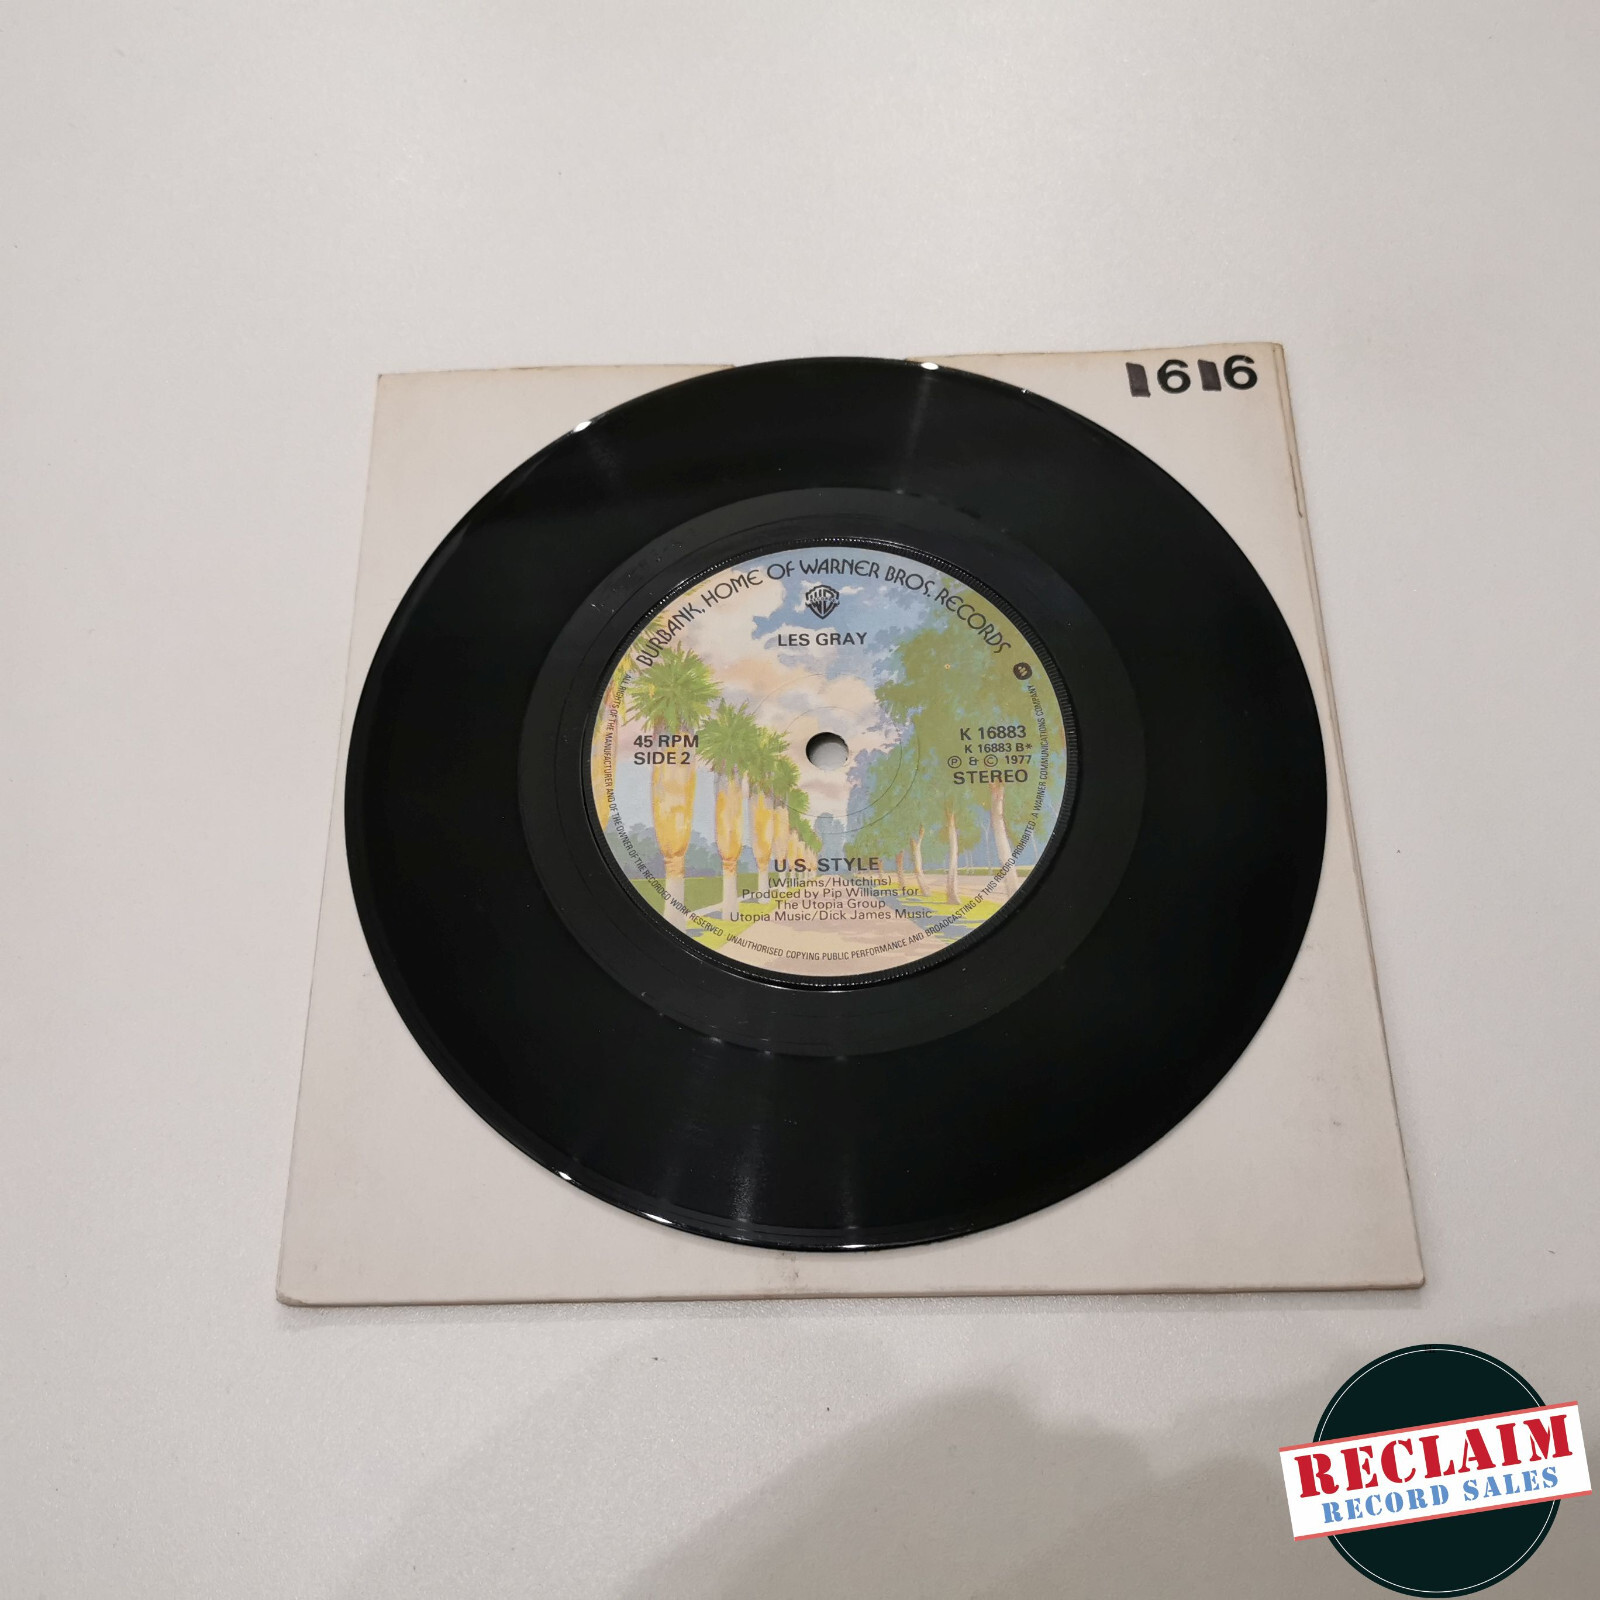 1616
BURBANK, HOME OF WARNER BROS. RECORDS
LES GRAY
45 RPM
SIDE 2
K 16883
K 16883 B*
Ⓟ & © 1977
STEREO
U.S. STYLE
(Williams/Hutchins)
Produced by Pip Williams for
The Utopia Group
Utopia Music/Dick James Music
ALL RIGHTS OF THE MANUFACTURER AND OF THE OWNER OF THE RECORDED WORK RESERVED · UNAUTHORISED COPYING PUBLIC PERFORMANCE AND BROADCASTING OF THIS RECORD PROHIBITED · A WARNER COMMUNICATIONS COMPANY
RECLAIM
RECORD SALES